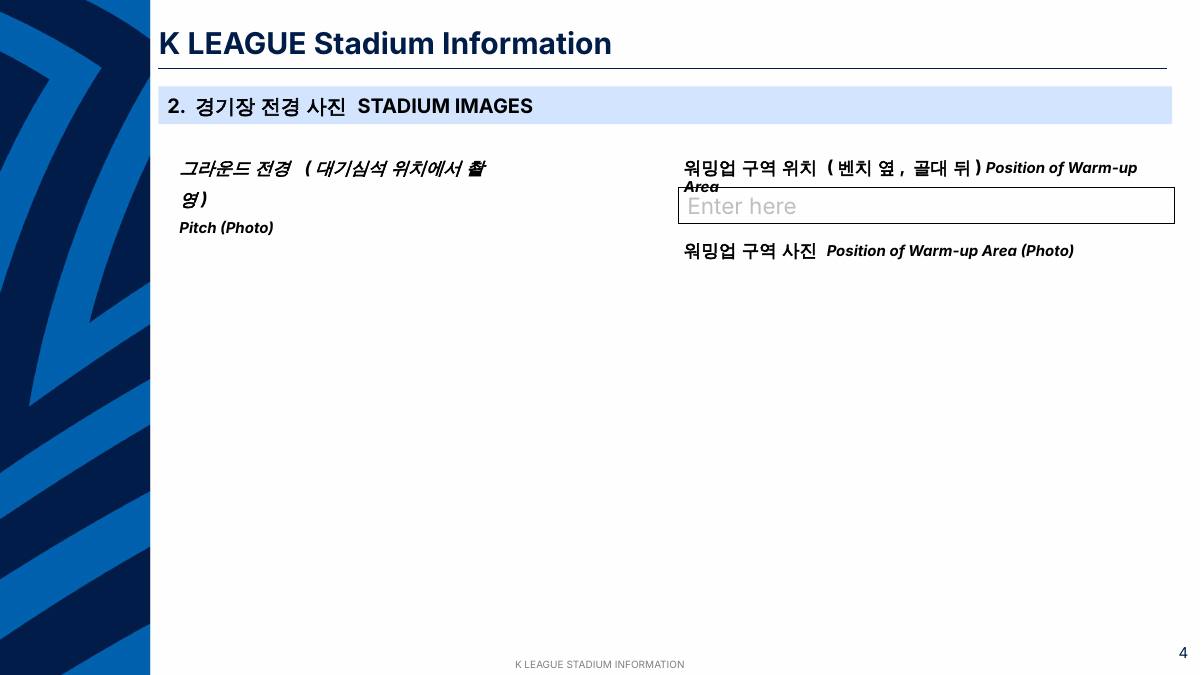 K LEAGUE Stadium Information
2. 경기장 전경 사진 STADIUM IMAGES
그라운드 전경 ( 대기심석 위치에서 촬
영 )
Pitch (Photo)
워밍업 구역 위치 ( 벤치 옆 , 골대 뒤 ) Position of Warm-up
Area
Enter here
워밍업 구역 사진 Position of Warm-up Area (Photo)
K LEAGUE STADIUM INFORMATION
4